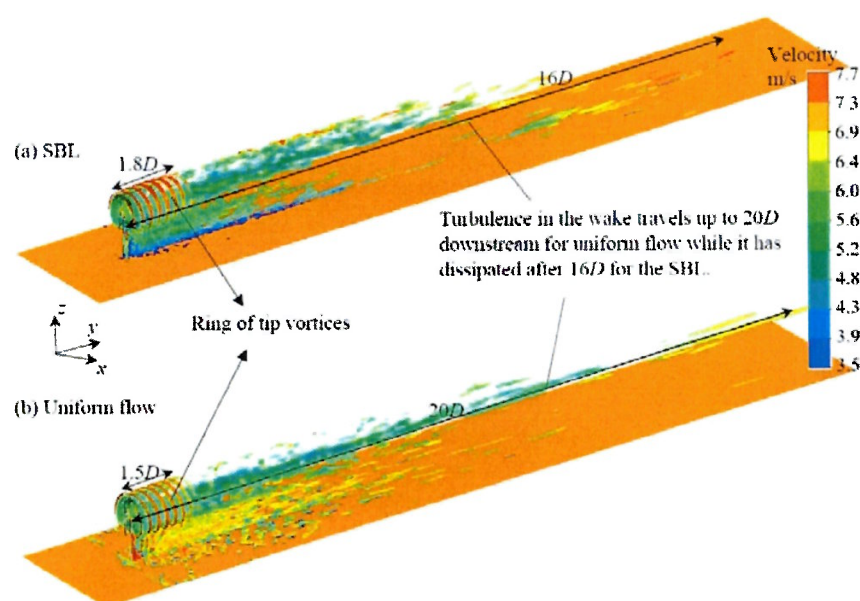 Velocity
m/s
7.7
7.3
6.9
6.4
6.0
5.6
5.2
4.8
4.3
3.9
3.5
16D
(a) SBL
1.8D
Turbulence in the wake travels up to 20D
downstream for uniform flow while it has
dissipated after 16D for the SBL.
Ring of tip vortices
z
y
x
(b) Uniform flow
20D
1.5D